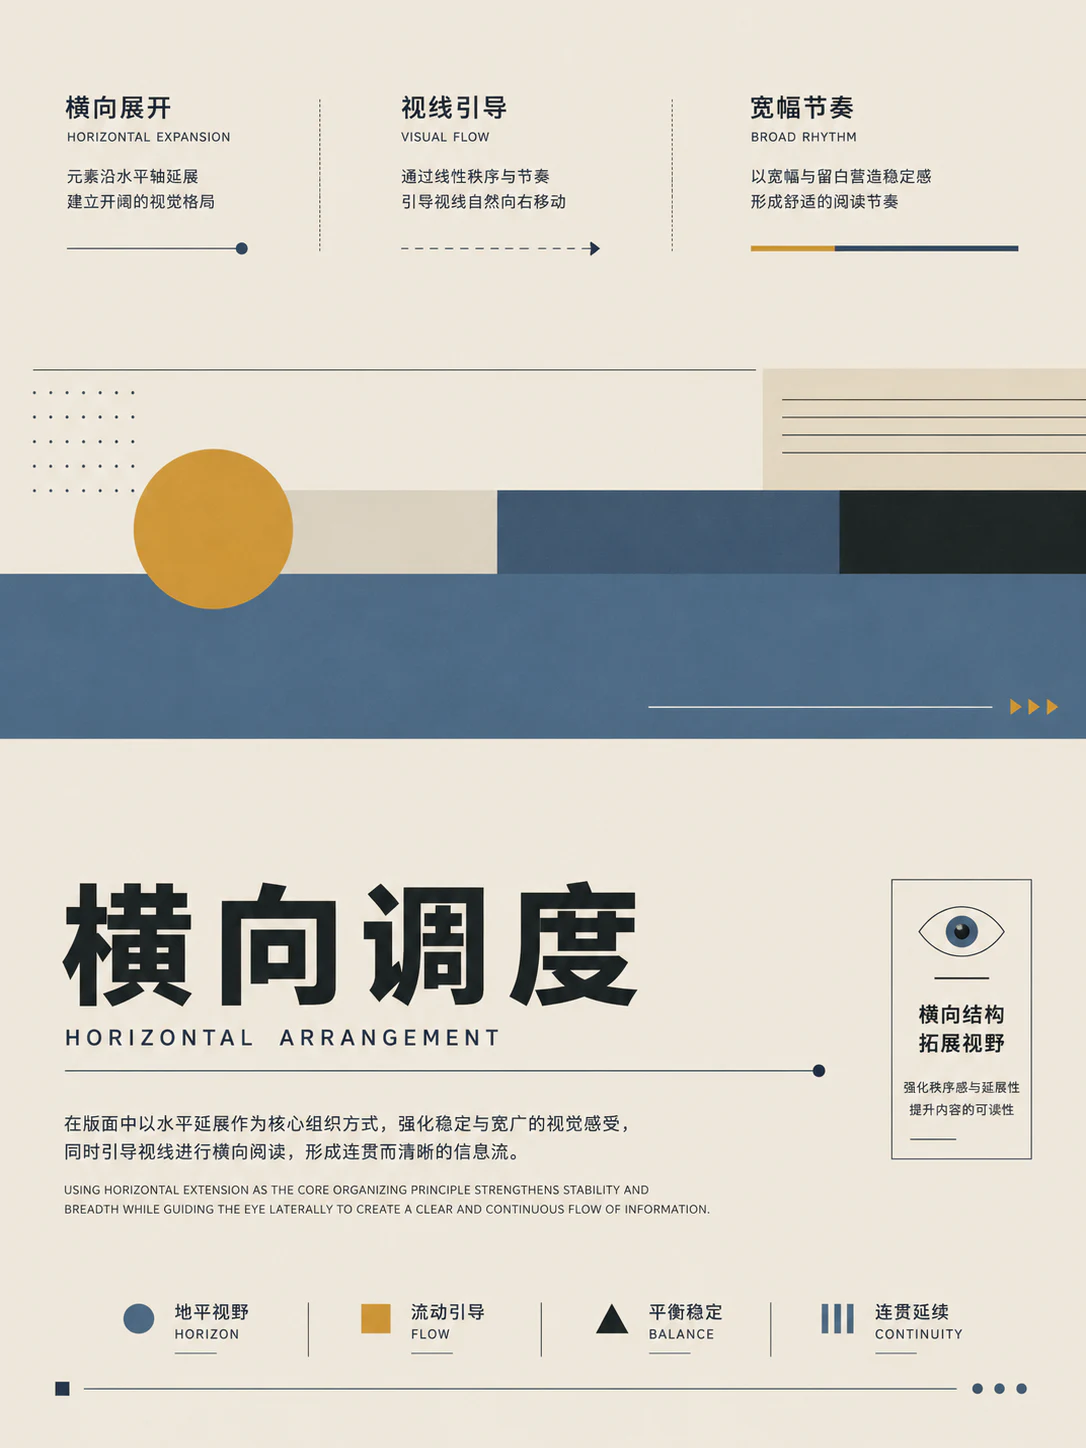 横向展开
HORIZONTAL EXPANSION
元素沿水平轴延展
建立开阔的视觉格局
视线引导
VISUAL FLOW
通过线性秩序与节奏
引导视线自然向右移动
宽幅节奏
BROAD RHYTHM
以宽幅与留白营造稳定感
形成舒适的阅读节奏
横向调度
HORIZONTAL ARRANGEMENT
在版面中以水平延展作为核心组织方式，强化稳定与宽广的视觉感受，
同时引导视线进行横向阅读，形成连贯而清晰的信息流。
USING HORIZONTAL EXTENSION AS THE CORE ORGANIZING PRINCIPLE STRENGTHENS STABILITY AND
BREADTH WHILE GUIDING THE EYE LATERALLY TO CREATE A CLEAR AND CONTINUOUS FLOW OF INFORMATION.
横向结构
拓展视野
强化秩序感与延展性
提升内容的可读性
地平视野
HORIZON
流动引导
FLOW
平衡稳定
BALANCE
连贯延续
CONTINUITY